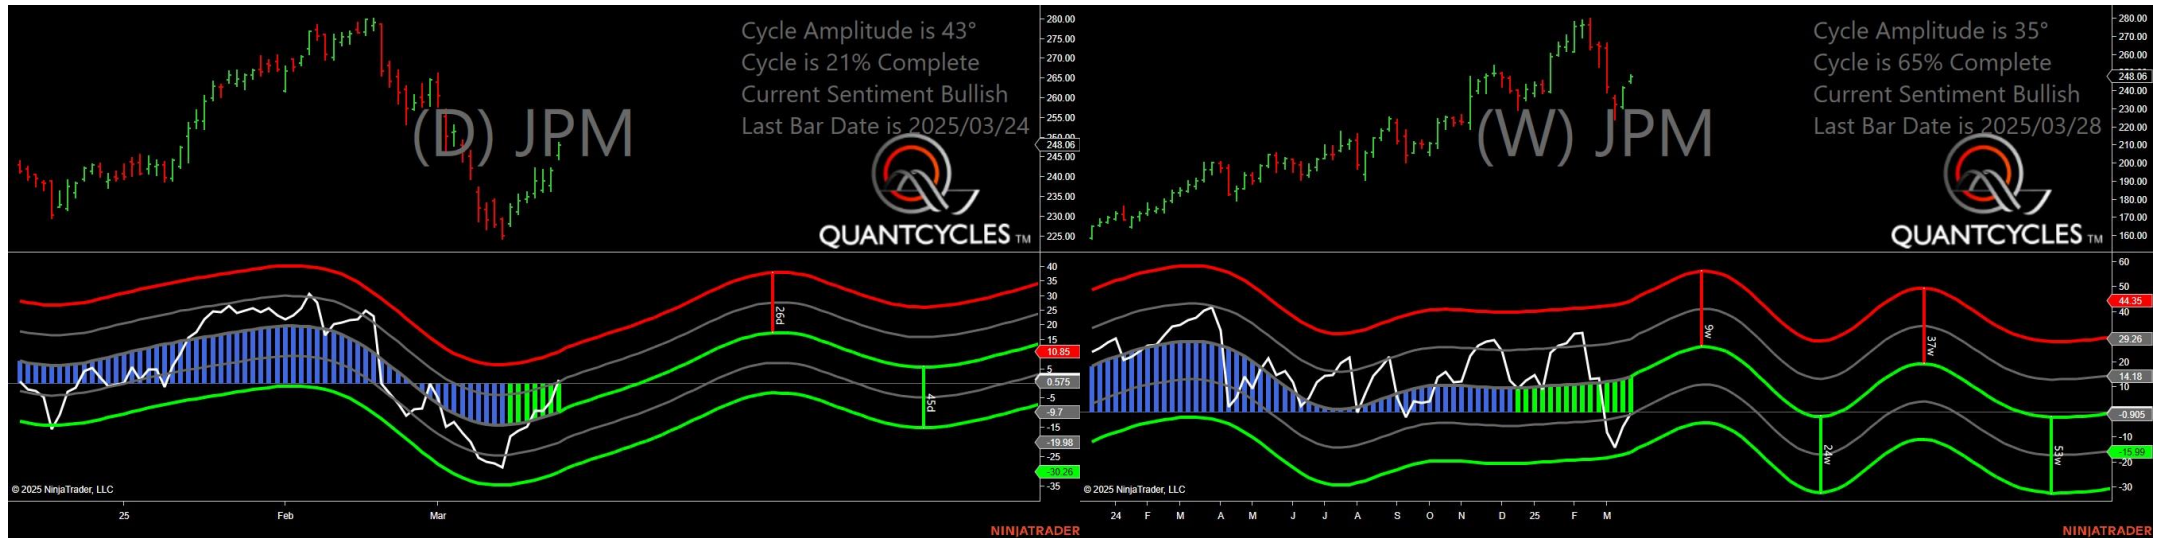 Cycle Amplitude is 43°
Cycle is 21% Complete
Current Sentiment Bullish
Last Bar Date is 2025/03/24
(D) JPM
QUANTCYCLES TM
280.00
275.00
270.00
265.00
260.00
255.00
250.00
248.06
245.00
240.00
235.00
230.00
225.00
40
35
30
25
20
15
10.85
5
0.575
-5
-9.7
-15
-19.98
-25
-30.26
-35
26d
45d
© 2025 NinjaTrader, LLC
25
Feb
Mar
NINJATRADER
Cycle Amplitude is 35°
Cycle is 65% Complete
Current Sentiment Bullish
Last Bar Date is 2025/03/28
(W) JPM
QUANTCYCLES TM
280.00
270.00
260.00
248.06
240.00
230.00
220.00
210.00
200.00
190.00
180.00
170.00
160.00
60
50
44.35
40
29.26
20
14.18
10
-0.905
-10
-15.99
-20
-30
9w
24w
37w
53w
© 2025 NinjaTrader, LLC
24
F
M
A
M
J
J
A
S
O
N
D
25
F
M
NINJATRADER